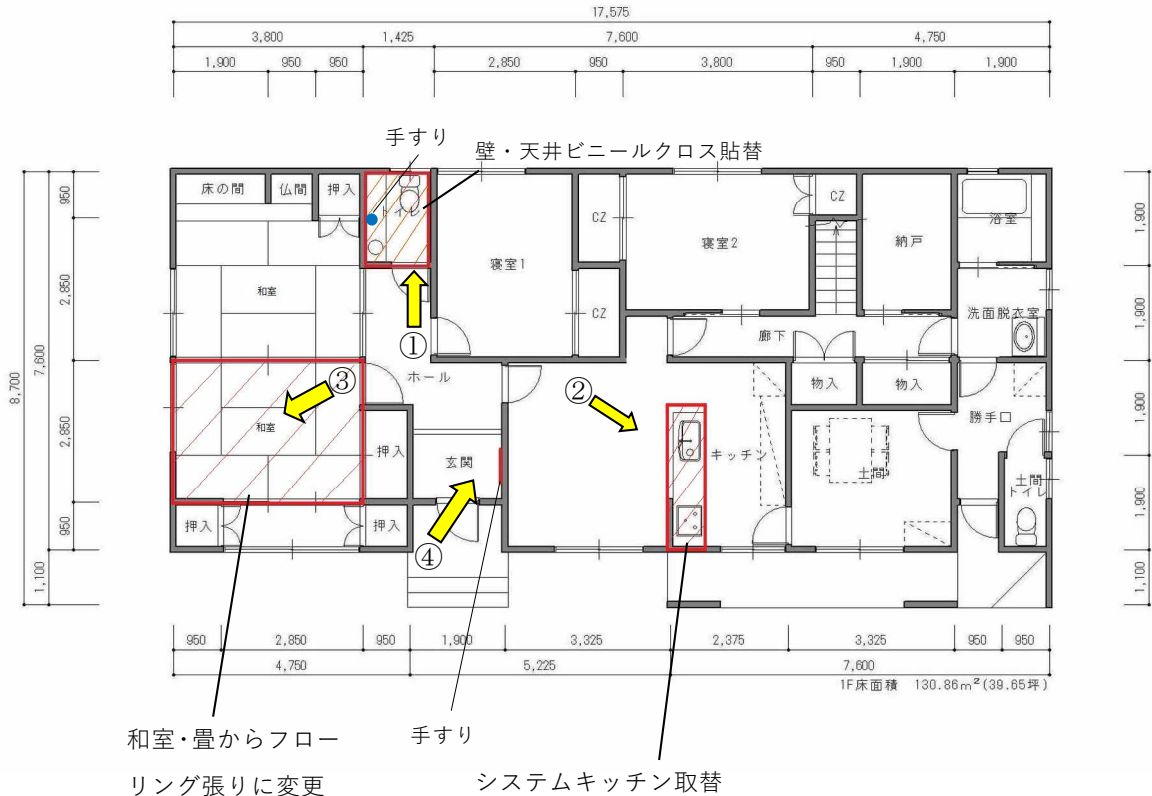 17,575
3,800 1,425 7,600 4,750
1,900 950 950 2,850 950 3,800 950 1,900 1,900
手すり
壁・天井ビニールクロス貼替
床の間 仏間 押入 トイレ CZ CZ 浴室
寝室1 寝室2 納戸
和室 CZ 洗面脱衣室
① 廊下
ホール
③ ② 物入 物入
和室 勝手口
押入 玄関 キッチン 土間 土間
トイレ
押入 押入 ④
950 2,850 2,850 950 1,100
7,600
8,700
1,900 1,900 1,900 1,900 1,100
950 2,850 950 1,900 3,325 2,375 3,325 950 950
4,750 5,225 7,600
1F床面積 130.86m²(39.65坪)
和室・畳からフロー
リング張りに変更
手すり
システムキッチン取替